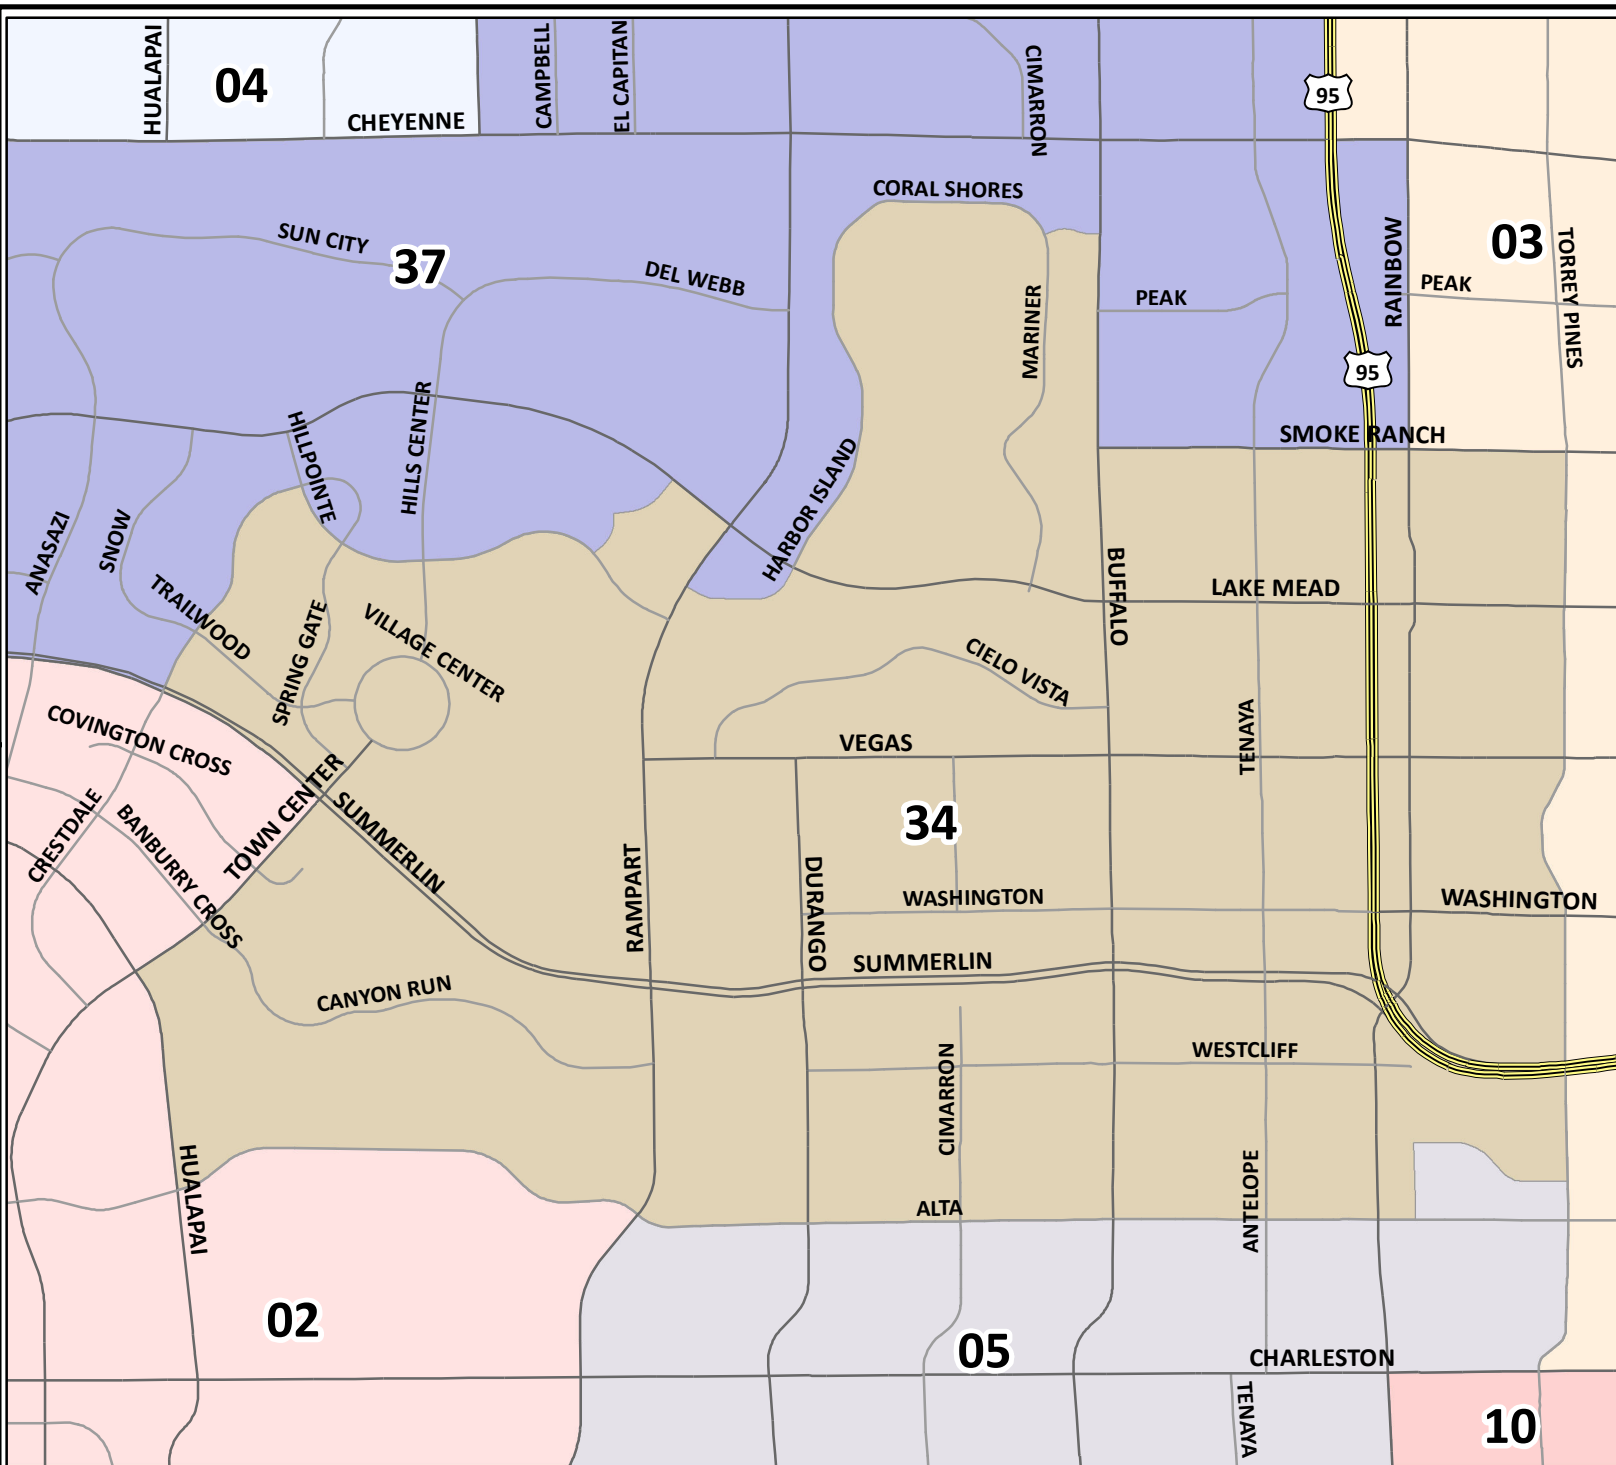 HUALAPAI
04
CHEYENNE
CAMPBELL
EL CAPITAN
CIMARRON
95
CORAL SHORES
SUN CITY
37
DEL WEBB
MARINER
PEAK
RAINBOW
03
PEAK
TORREY PINES
95
SMOKE RANCH
HILLPOINTE
HILLS CENTER
HARBOR ISLAND
ANASAZI
SNOW
TRAILWOOD
SPRING GATE
VILLAGE CENTER
BUFFALO
LAKE MEAD
CIELO VISTA
COVINGTON CROSS
VEGAS
TENAYA
CRESTDALE
BANBURRY CROSS
TOWN CENTER
SUMMERLIN
34
RAMPART
DURANGO
WASHINGTON
WASHINGTON
SUMMERLIN
CANYON RUN
CIMARRON
WESTCLIFF
HUALAPAI
ALTA
ANTELOPE
02
05
CHARLESTON
TENAYA
10